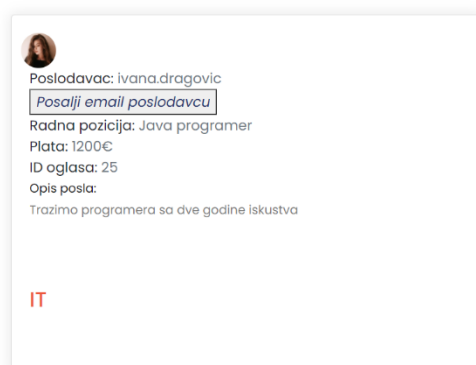 Poslodavac: ivana.dragovic
Posalji email poslodavcu
Radna pozicija: Java programer
Plata: 1200€
ID oglasa: 25
Opis posla:
Trazimo programera sa dve godine iskustva
IT